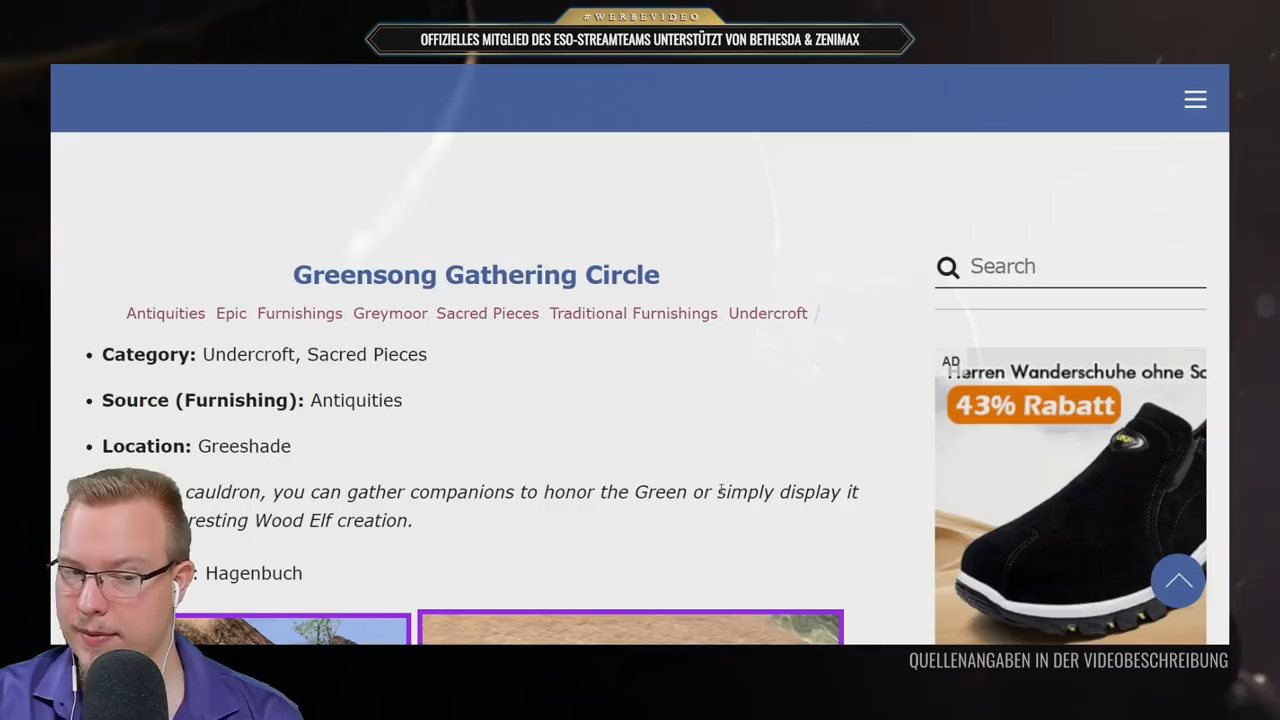 #WERBEVIDEO
OFFIZIELLES MITGLIED DES ESO-STREAMTEAMS UNTERSTÜTZT VON BETHESDA & ZENIMAX
Greensong Gathering Circle
Antiquities Epic Furnishings Greymoor Sacred Pieces Traditional Furnishings Undercroft /
• Category: Undercroft, Sacred Pieces
• Source (Furnishing): Antiquities
• Location: Greeshade
cauldron, you can gather companions to honor the Green or simply display it
resting Wood Elf creation.
: Hagenbuch
Search
AD
Herren Wanderschuhe ohne Sc
43% Rabatt
QUELLENANGABEN IN DER VIDEOBESCHREIBUNG